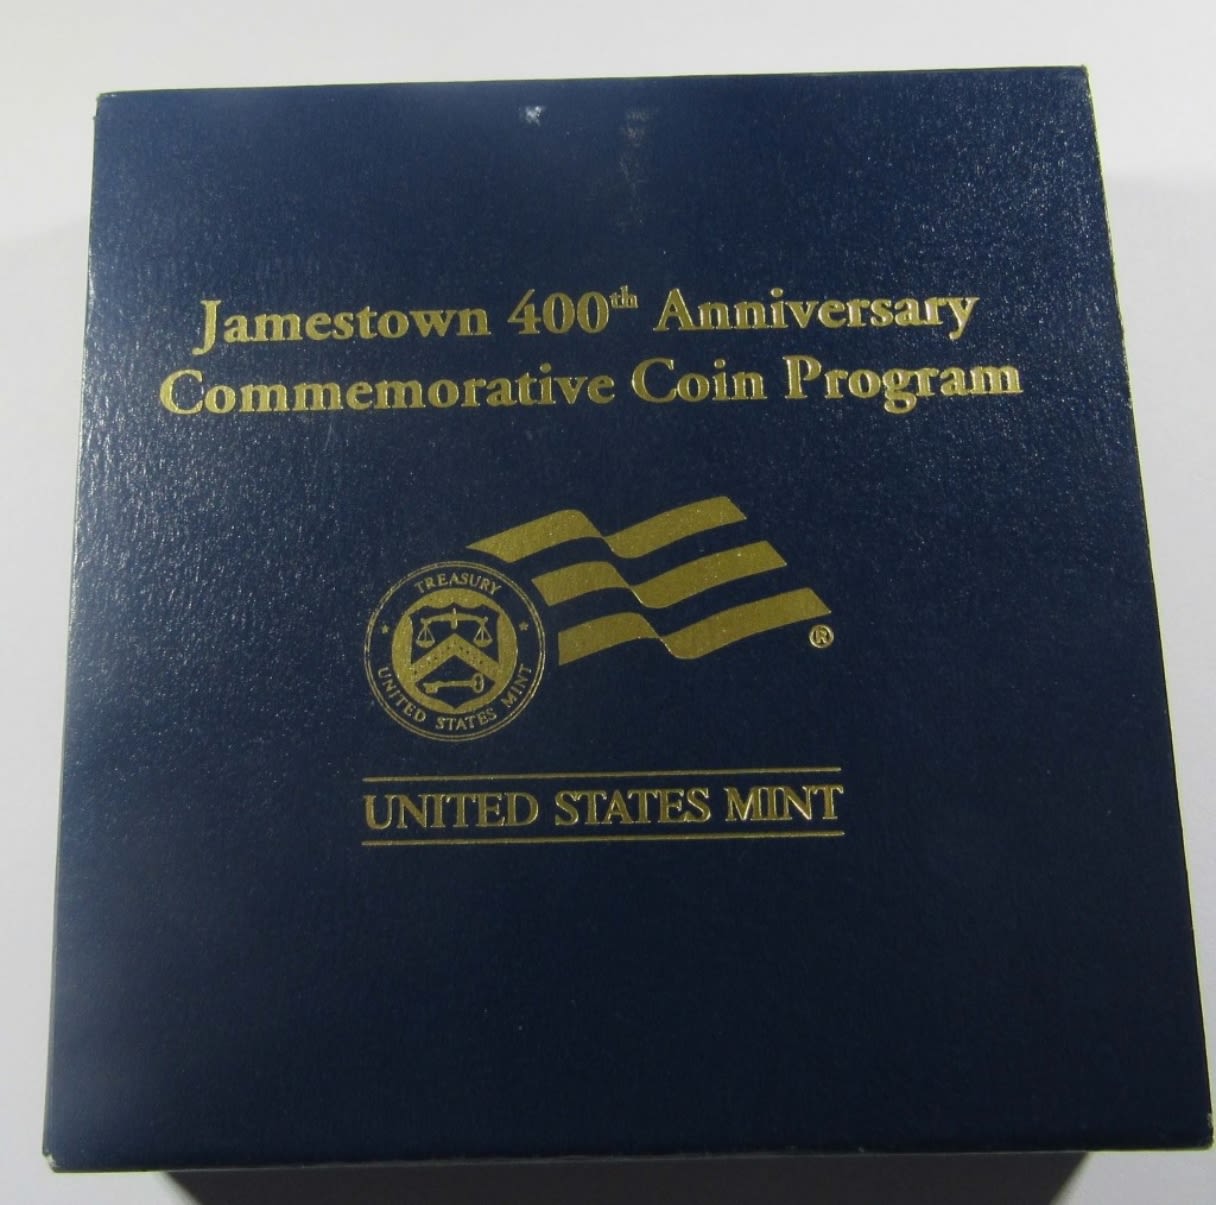 Jamestown 400th Anniversary
Commemorative Coin Program
TREASURY
UNITED STATES MINT
®
UNITED STATES MINT